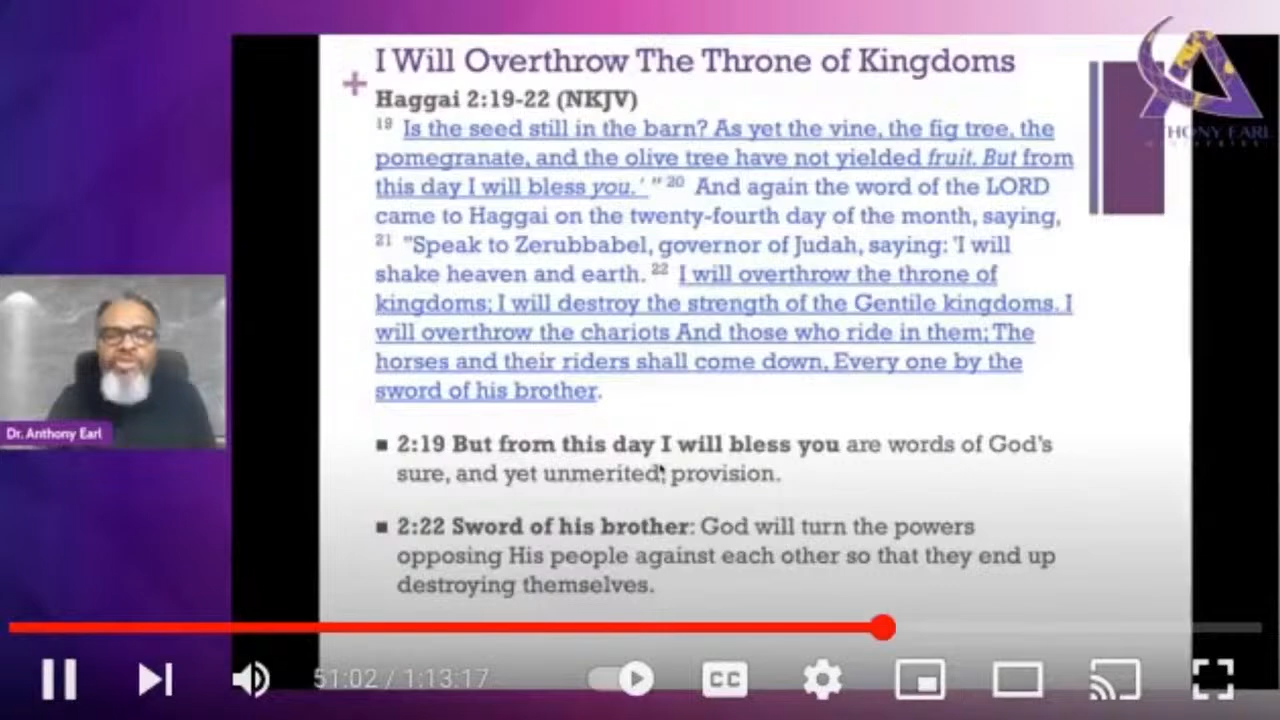 I Will Overthrow The Throne of Kingdoms
Haggai 2:19-22 (NKJV)
19 Is the seed still in the barn? As yet the vine, the fig tree, the
pomegranate, and the olive tree have not yielded fruit. But from
this day I will bless you.' " 20 And again the word of the LORD
came to Haggai on the twenty-fourth day of the month, saying,
21 "Speak to Zerubbabel, governor of Judah, saying: 'I will
shake heaven and earth. 22 I will overthrow the throne of
kingdoms; I will destroy the strength of the Gentile kingdoms. I
will overthrow the chariots And those who ride in them; The
horses and their riders shall come down, Every one by the
sword of his brother.
■ 2:19 But from this day I will bless you are words of God's
sure, and yet unmerited, provision.
■ 2:22 Sword of his brother: God will turn the powers
opposing His people against each other so that they end up
destroying themselves.
HONY EARL
Dr. Anthony Earl
51:02 / 1:13:17
CC